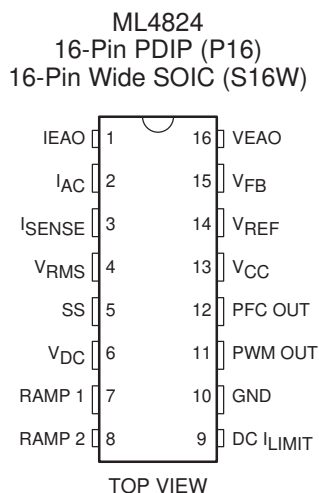 ML4824
16-Pin PDIP (P16)
16-Pin Wide SOIC (S16W)
IEAO 1 16 VEAO
IAC 2 15 VFB
ISENSE 3 14 VREF
VRMS 4 13 VCC
SS 5 12 PFC OUT
VDC 6 11 PWM OUT
RAMP 1 7 10 GND
RAMP 2 8 9 DC ILIMIT
TOP VIEW